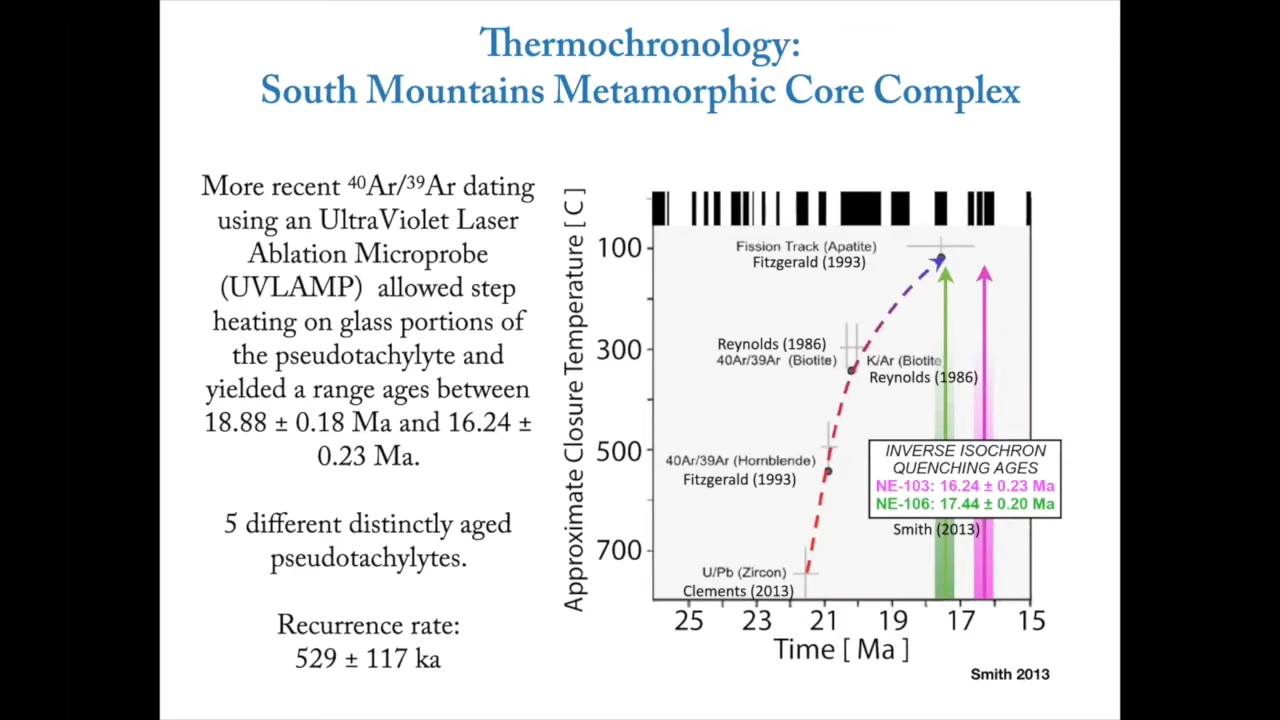 Thermochronology:
South Mountains Metamorphic Core Complex
More recent ⁴⁰Ar/³⁹Ar dating
using an UltraViolet Laser
Ablation Microprobe
(UVLAMP) allowed step
heating on glass portions of
the pseudotachylyte and
yielded a range ages between
18.88 ± 0.18 Ma and 16.24 ±
0.23 Ma.
5 different distinctly aged
pseudotachylytes.
Recurrence rate:
529 ± 117 ka
Approximate Closure Temperature [ C ]
100
300
500
700
Fission Track (Apatite)
Fitzgerald (1993)
Reynolds (1986)
40Ar/39Ar (Biotite)
K/Ar (Biotite
Reynolds (1986)
40Ar/39Ar (Hornblende)
Fitzgerald (1993)
INVERSE ISOCHRON
QUENCHING AGES
NE-103: 16.24 ± 0.23 Ma
NE-106: 17.44 ± 0.20 Ma
Smith (2013)
U/Pb (Zircon)
Clements (2013)
25 23 21 19 17 15
Time [ Ma ]
Smith 2013